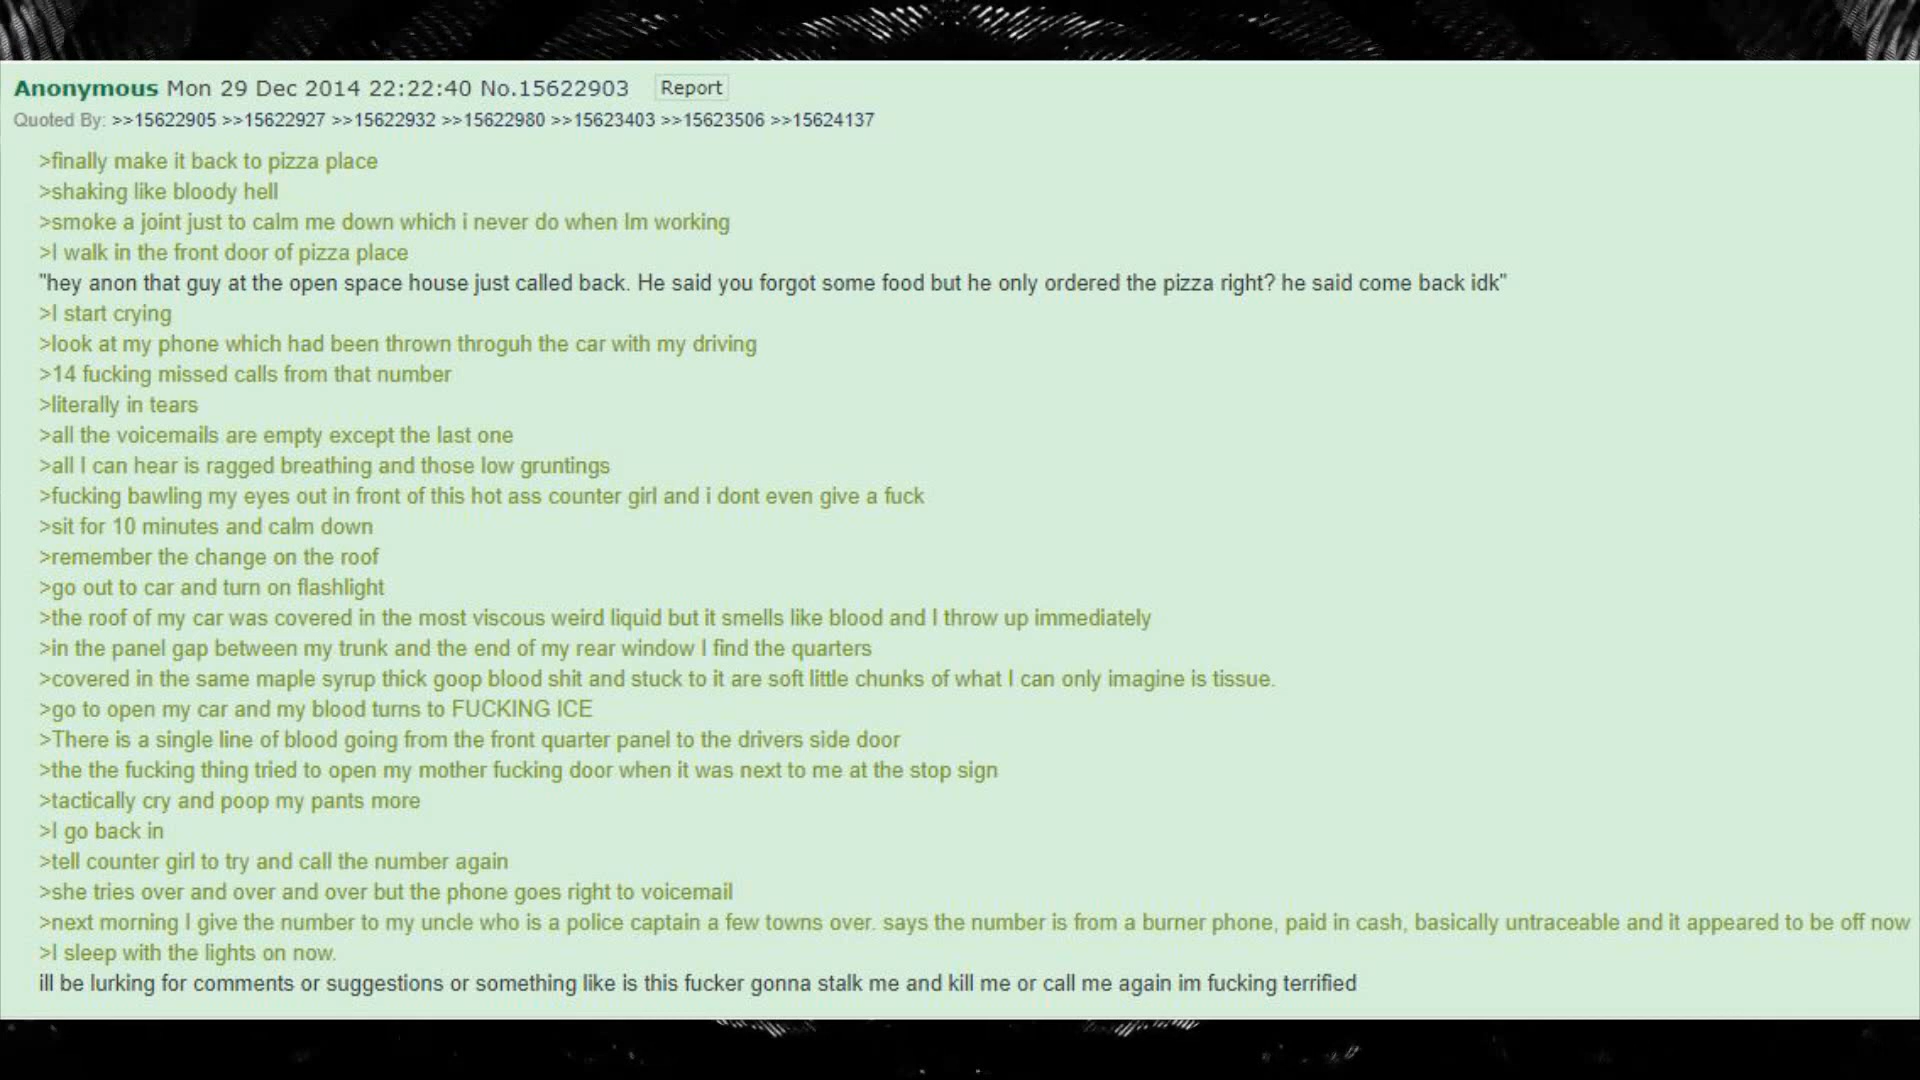 Anonymous Mon 29 Dec 2014 22:22:40 No.15622903 Report
Quoted By: >>15622905 >>15622927 >>15622932 >>15622980 >>15623403 >>15623506 >>15624137
>finally make it back to pizza place
>shaking like bloody hell
>smoke a joint just to calm me down which i never do when Im working
>I walk in the front door of pizza place
"hey anon that guy at the open space house just called back. He said you forgot some food but he only ordered the pizza right? he said come back idk"
>I start crying
>look at my phone which had been thrown throguh the car with my driving
>14 fucking missed calls from that number
>literally in tears
>all the voicemails are empty except the last one
>all I can hear is ragged breathing and those low gruntings
>fucking bawling my eyes out in front of this hot ass counter girl and i dont even give a fuck
>sit for 10 minutes and calm down
>remember the change on the roof
>go out to car and turn on flashlight
>the roof of my car was covered in the most viscous weird liquid but it smells like blood and I throw up immediately
>in the panel gap between my trunk and the end of my rear window I find the quarters
>covered in the same maple syrup thick goop blood shit and stuck to it are soft little chunks of what I can only imagine is tissue.
>go to open my car and my blood turns to FUCKING ICE
>There is a single line of blood going from the front quarter panel to the drivers side door
>the the fucking thing tried to open my mother fucking door when it was next to me at the stop sign
>tactically cry and poop my pants more
>I go back in
>tell counter girl to try and call the number again
>she tries over and over and over but the phone goes right to voicemail
>next morning I give the number to my uncle who is a police captain a few towns over. says the number is from a burner phone, paid in cash, basically untraceable and it appeared to be off now
>I sleep with the lights on now.
ill be lurking for comments or suggestions or something like is this fucker gonna stalk me and kill me or call me again im fucking terrified